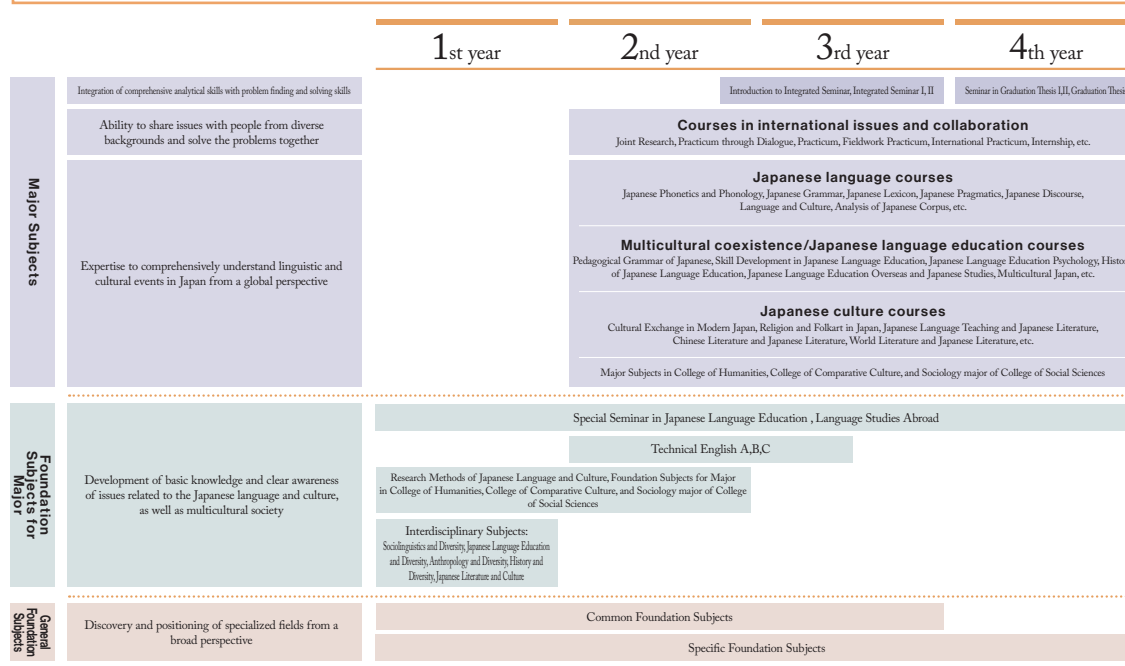 1st year
2nd year
3rd year
4th year
Major Subjects
Integration of comprehensive analytical skills with problem finding and solving skills
Introduction to Integrated Seminar, Integrated Seminar I, II
Seminar in Graduation Thesis I,II, Graduation Thesis
Ability to share issues with people from diverse
backgrounds and solve the problems together
Courses in international issues and collaboration
Joint Research, Practicum through Dialogue, Practicum, Fieldwork Practicum, International Practicum, Internship, etc.
Expertise to comprehensively understand linguistic and
cultural events in Japan from a global perspective
Japanese language courses
Japanese Phonetics and Phonology, Japanese Grammar, Japanese Lexicon, Japanese Pragmatics, Japanese Discourse,
Language and Culture, Analysis of Japanese Corpus, etc.
Multicultural coexistence/Japanese language education courses
Pedagogical Grammar of Japanese, Skill Development in Japanese Language Education, Japanese Language Education Psychology, Histor
of Japanese Language Education, Japanese Language Education Overseas and Japanese Studies, Multicultural Japan, etc.
Japanese culture courses
Cultural Exchange in Modern Japan, Religion and Folkart in Japan, Japanese Language Teaching and Japanese Literature,
Chinese Literature and Japanese Literature, World Literature and Japanese Literature, etc.
Major Subjects in College of Humanities, College of Comparative Culture, and Sociology major of College of Social Sciences
Foundation
Subjects for
Major
Development of basic knowledge and clear awareness
of issues related to the Japanese language and culture,
as well as multicultural society
Special Seminar in Japanese Language Education , Language Studies Abroad
Technical English A,B,C
Research Methods of Japanese Language and Culture, Foundation Subjects for Major
in College of Humanities, College of Comparative Culture, and Sociology major of College
of Social Sciences
Interdisciplinary Subjects:
Sociolinguistics and Diversity, Japanese Language Education
and Diversity, Anthropology and Diversity, History and
Diversity, Japanese Literature and Culture
General
Foundation
Subjects
Discovery and positioning of specialized fields from a
broad perspective
Common Foundation Subjects
Specific Foundation Subjects